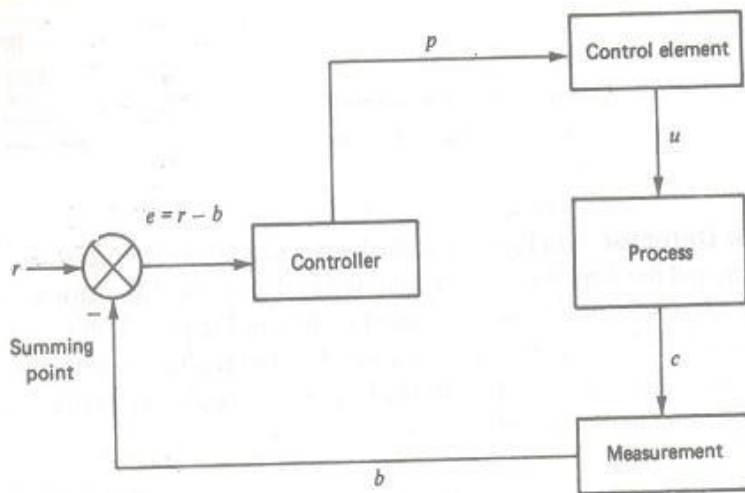 p
Control element
u
e = r − b
r
Controller
Process
−
Summing
point
c
Measurement
b